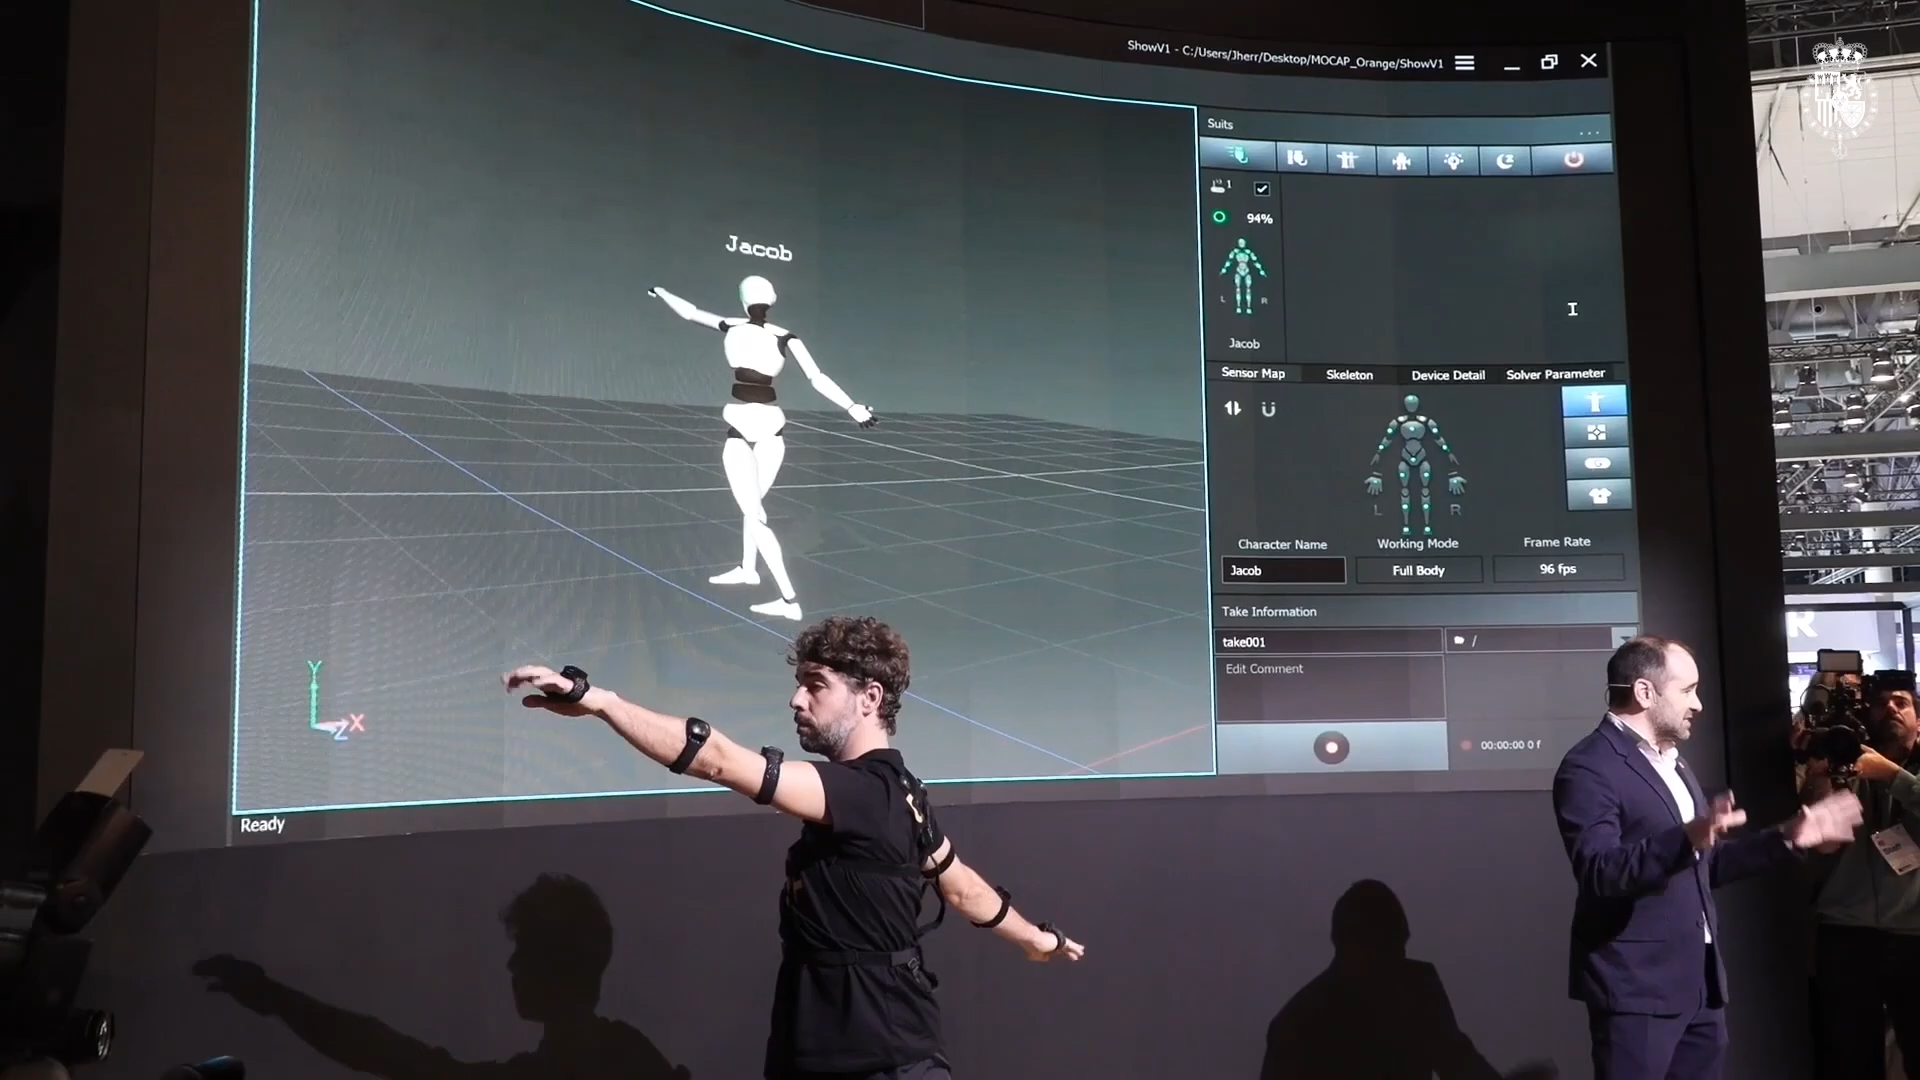 ShowV1 - C:/Users/Jherr/Desktop/MOCAP_Orange/ShowV1
Suits
...
1
94%
L R
Jacob
Jacob
Sensor Map Skeleton Device Detail Solver Parameter
L R
Character Name Working Mode Frame Rate
Jacob Full Body 96 fps
Take Information
take001 /
Edit Comment
00:00:00 0 f
Y
X
Z
Ready
R
Staff